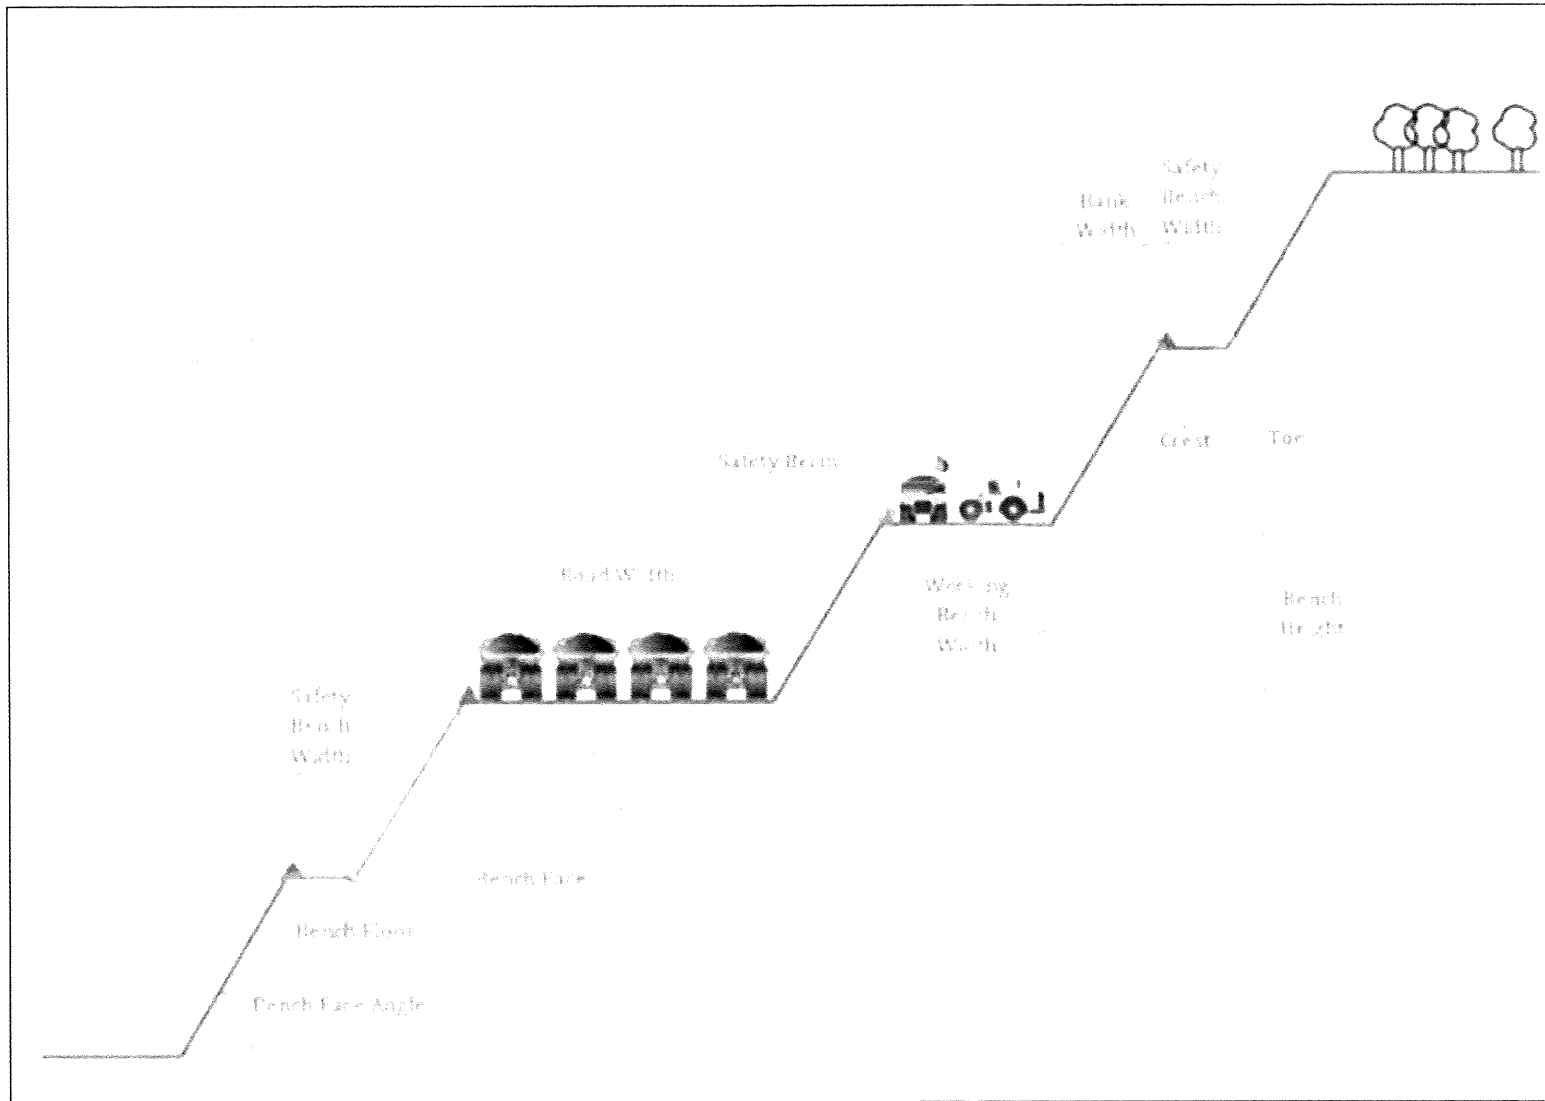 Safety
Bench
Width
Bank
Width
Crest
Toe
Safety Berm
Road Width
Working
Bench
Width
Bench
Height
Safety
Bench
Width
Bench Face
Bench Floor
Bench Face Angle